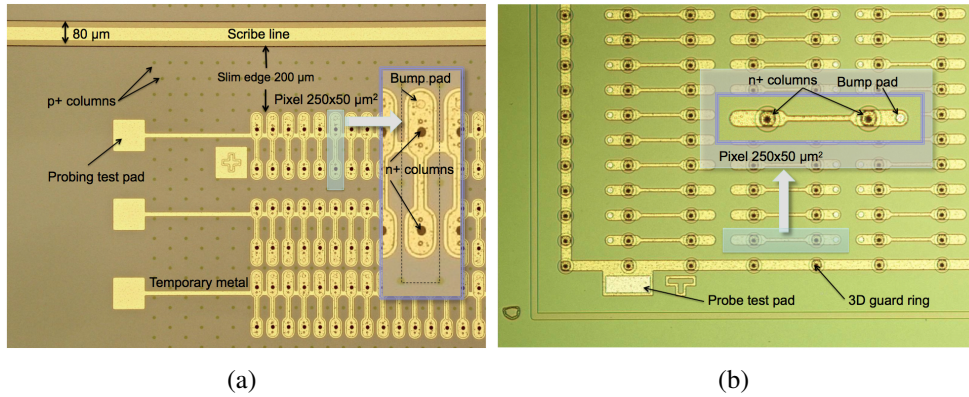 80 μm
Scribe line
Slim edge 200 μm
p+ columns
Bump pad
Pixel 250x50 μm²
Probing test pad
n+ columns
Temporary metal
(a)
n+ columns
Bump pad
Pixel 250x50 μm²
Probe test pad
3D guard ring
(b)